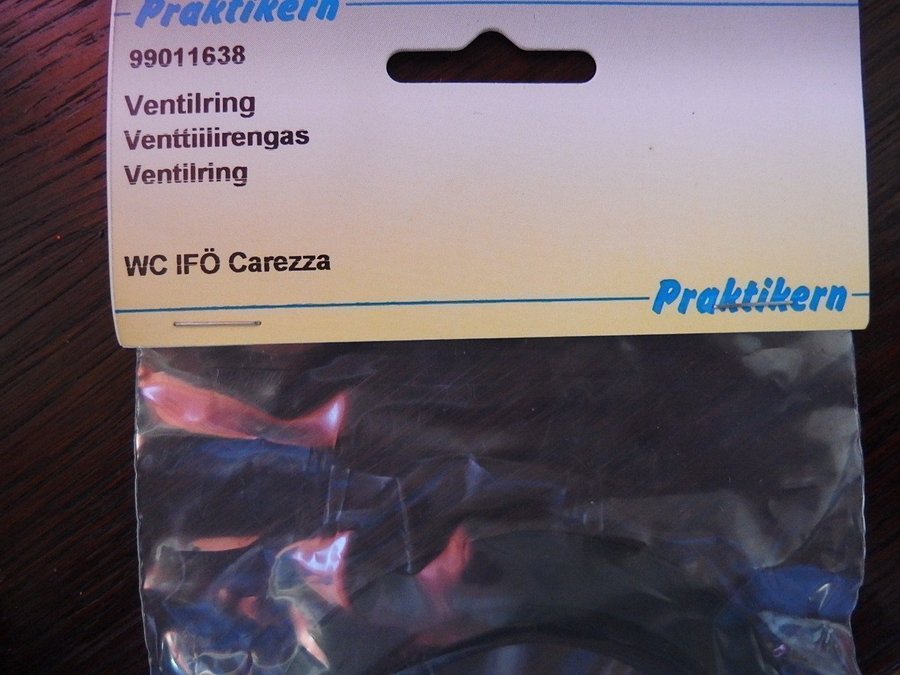 Praktikern
99011638
Ventilring
Venttiilirengas
Ventilring
WC IFÖ Carezza
Praktikern